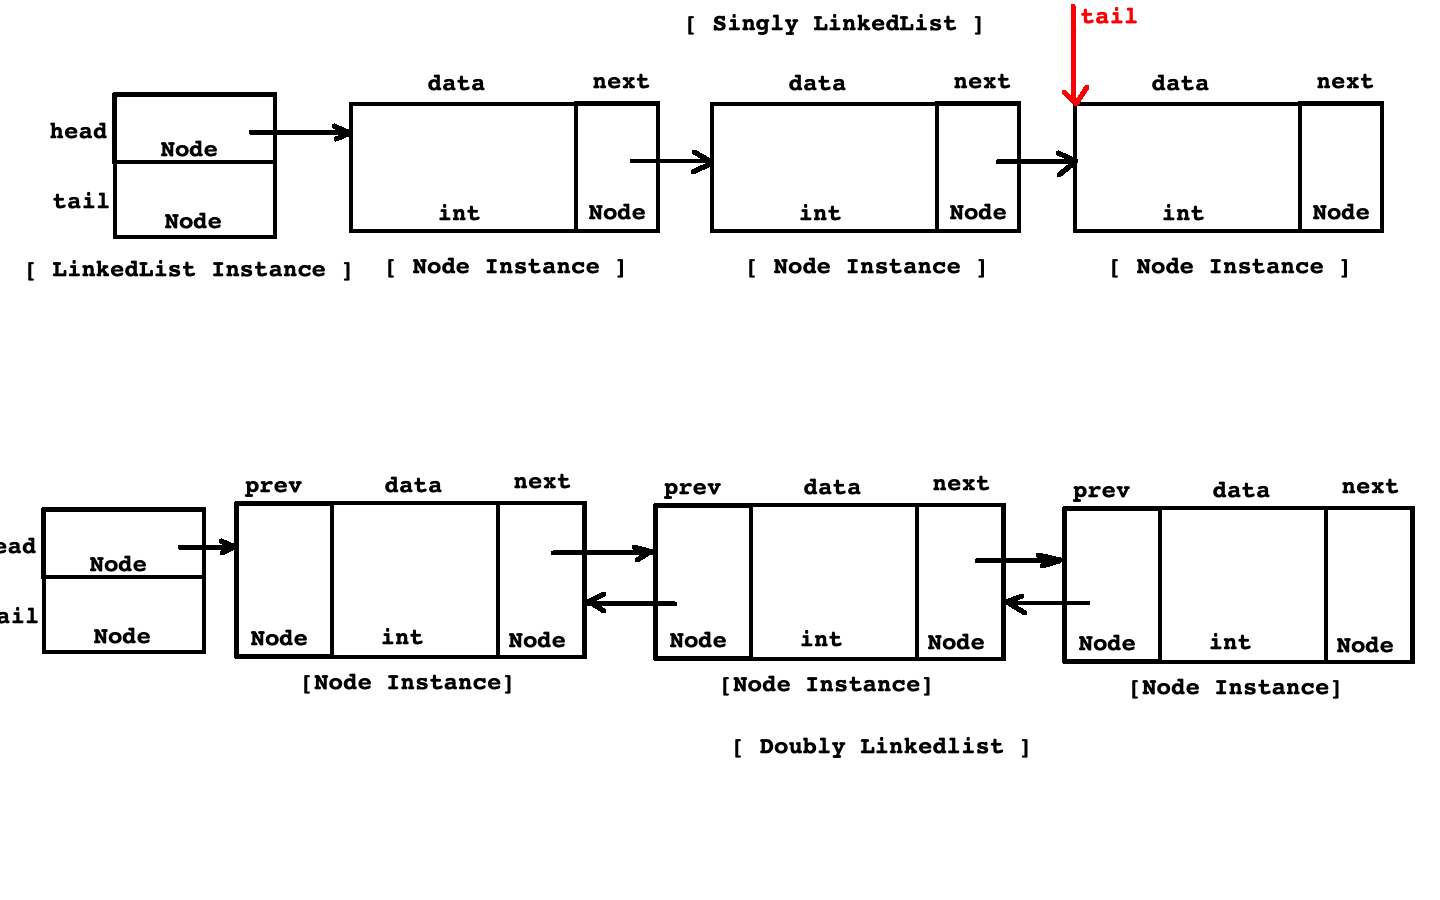 [ Singly LinkedList ]
tail
data next data next data next
head
Node
tail
Node
int Node int Node int Node
[ LinkedList Instance ] [ Node Instance ] [ Node Instance ] [ Node Instance ]
prev data next prev data next prev data next
ead
Node
ail
Node
Node int Node Node int Node Node int Node
[Node Instance] [Node Instance] [Node Instance]
[ Doubly Linkedlist ]